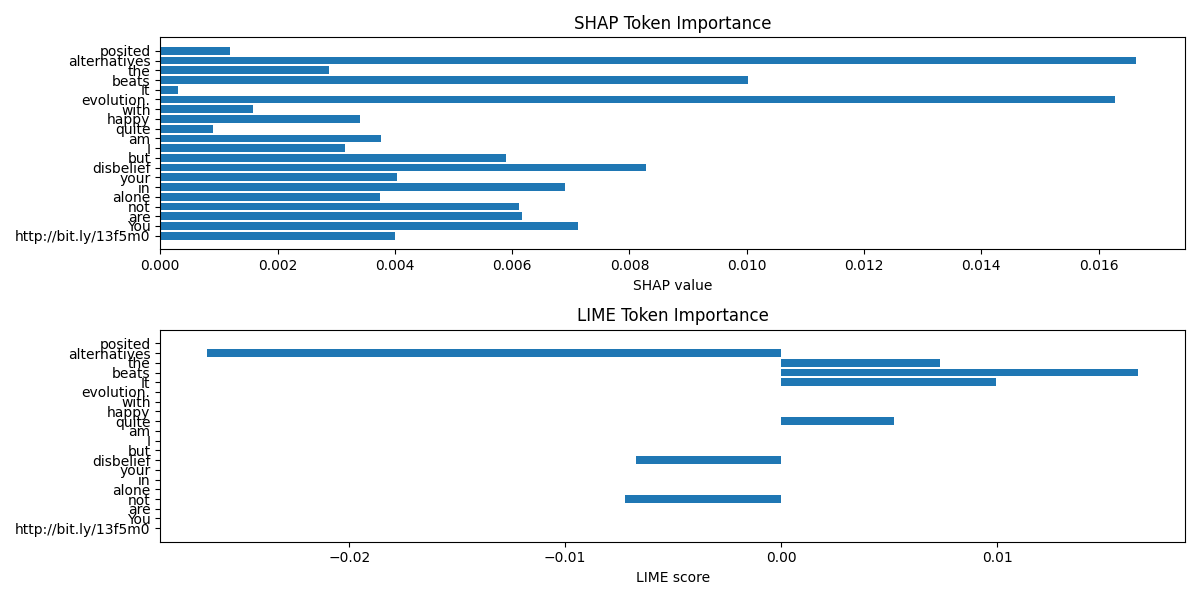 SHAP Token Importance
posited
alternatives
the
beats
It
evolution.
with
happy
quite
am
I
but
disbelief
your
in
alone
not
are
You
http://bit.ly/13f5m0
0.000 0.002 0.004 0.006 0.008 0.010 0.012 0.014 0.016
SHAP value
LIME Token Importance
posited
alternatives
the
beats
It
evolution.
with
happy
quite
am
I
but
disbelief
your
in
alone
not
are
You
http://bit.ly/13f5m0
−0.02 −0.01 0.00 0.01
LIME score